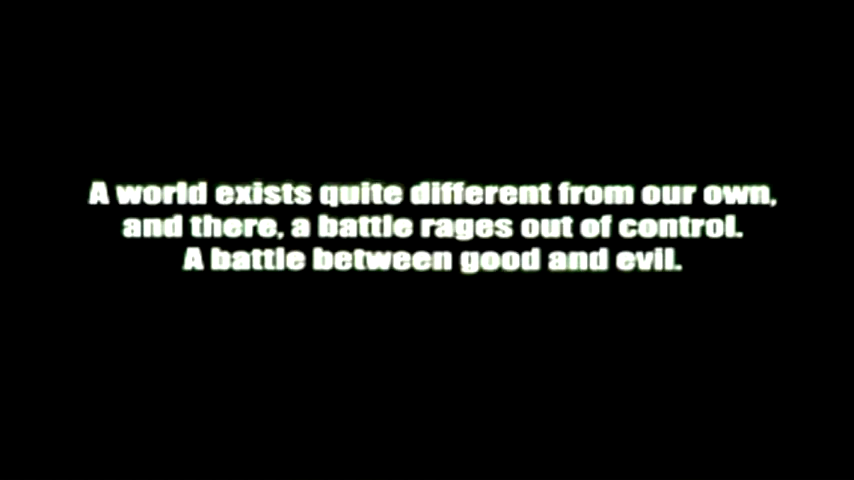 A world exists quite different from our own,
and there, a battle rages out of control.
A battle between good and evil.